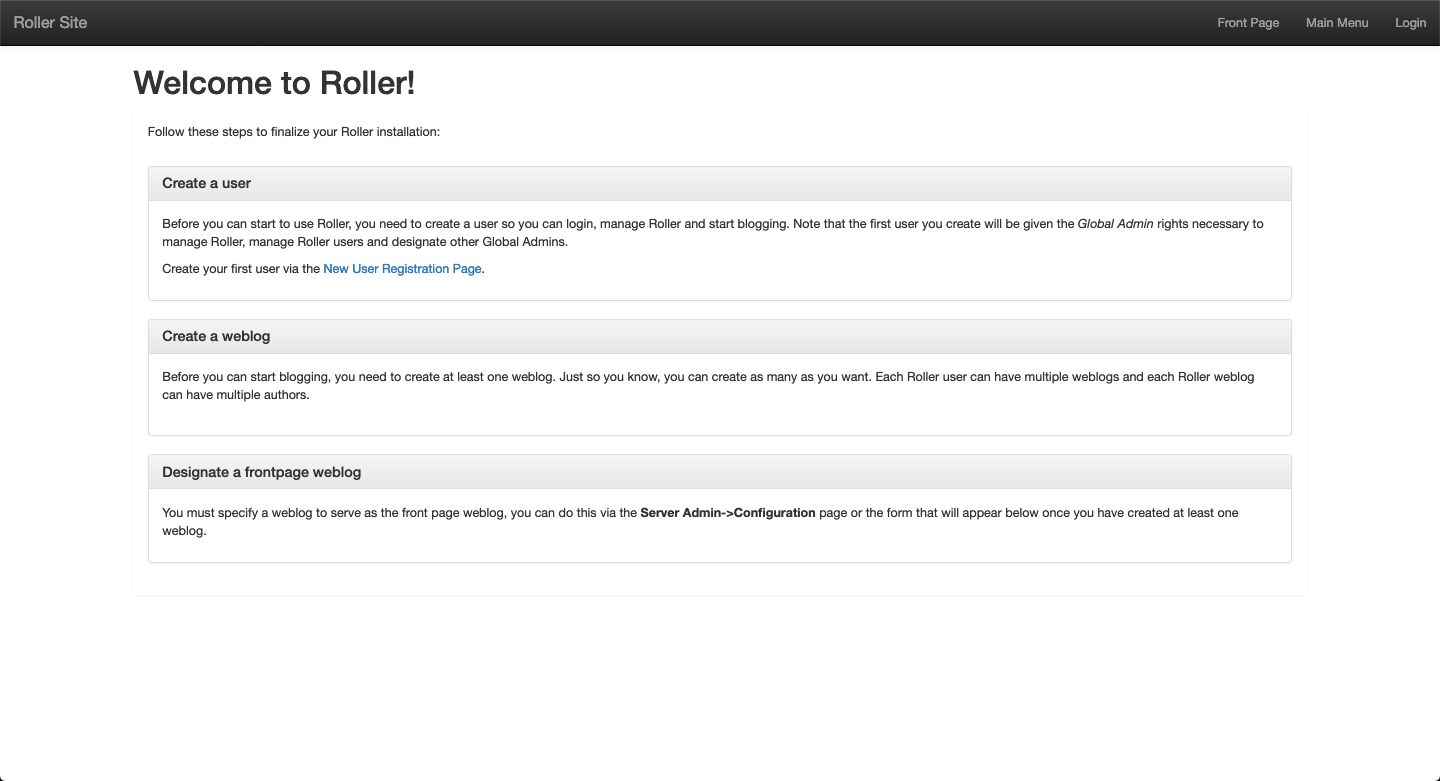 Roller Site
Front Page
Main Menu
Login
Welcome to Roller!
Follow these steps to finalize your Roller installation:
Create a user
Before you can start to use Roller, you need to create a user so you can login, manage Roller and start blogging. Note that the first user you create will be given the Global Admin rights necessary to
manage Roller, manage Roller users and designate other Global Admins.
Create your first user via the New User Registration Page.
Create a weblog
Before you can start blogging, you need to create at least one weblog. Just so you know, you can create as many as you want. Each Roller user can have multiple weblogs and each Roller weblog
can have multiple authors.
Designate a frontpage weblog
You must specify a weblog to serve as the front page weblog, you can do this via the Server Admin->Configuration page or the form that will appear below once you have created at least one
weblog.